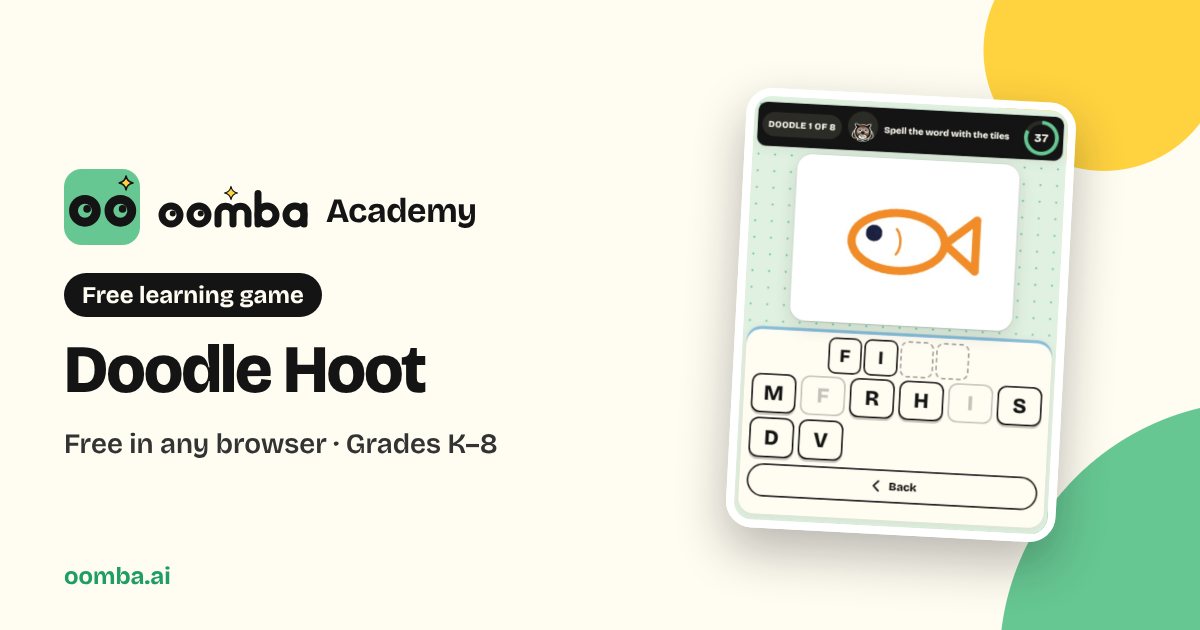 oomba Academy
Free learning game
Doodle Hoot
Free in any browser · Grades K–8
oomba.ai
DOODLE 1 OF 8
Spell the word with the tiles
37
F I
M F R H I S
D V
Back